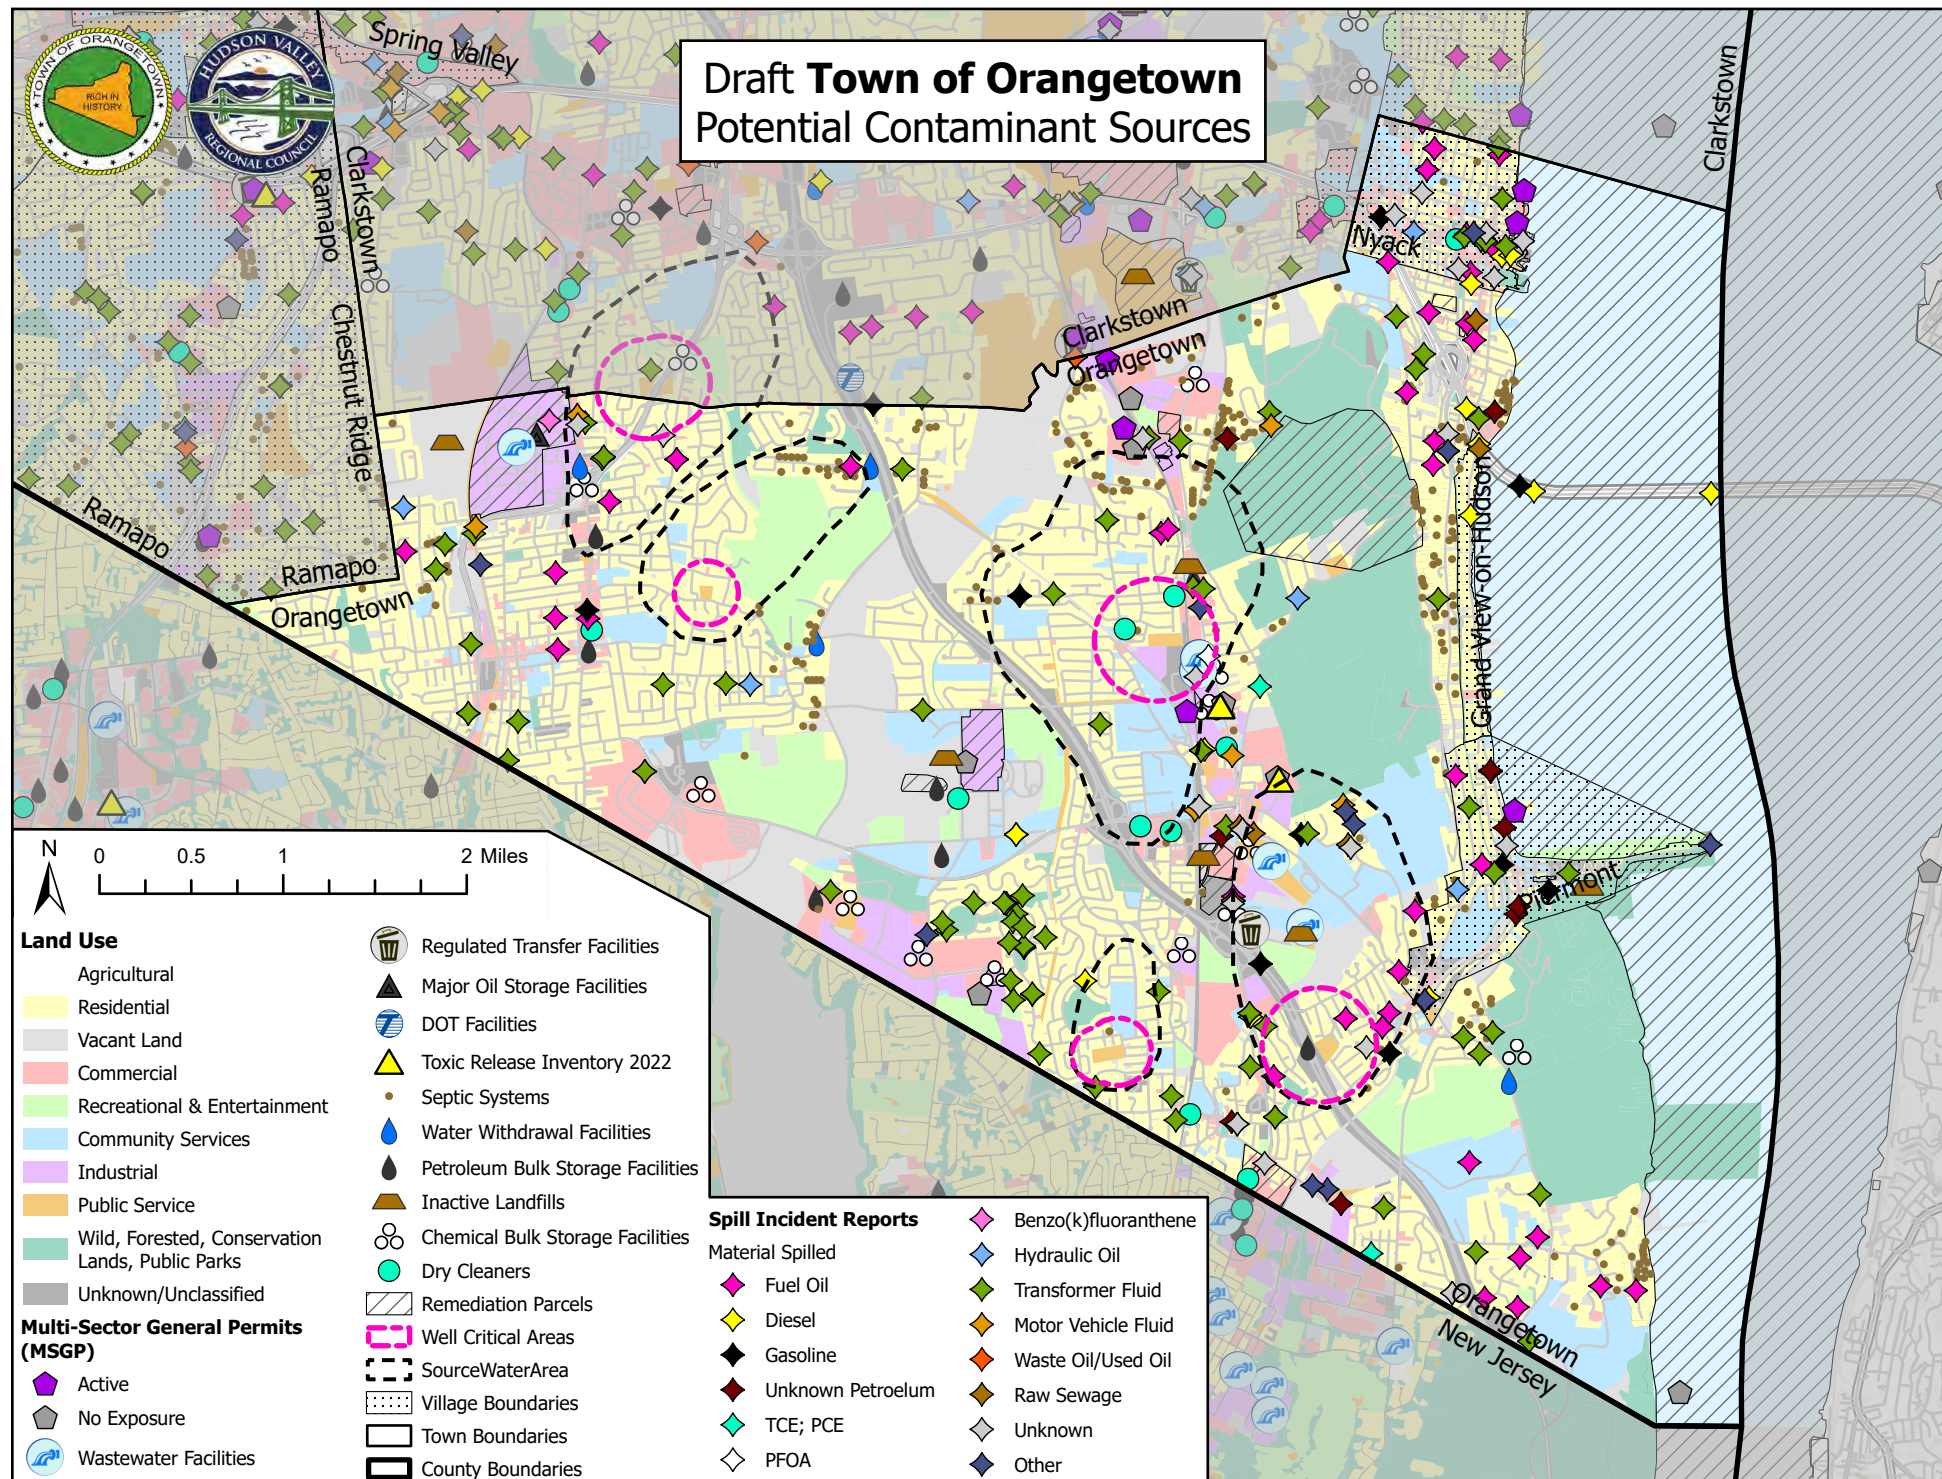 TOWN OF ORANGETOWN
RICH IN
HISTORY
HUDSON VALLEY
REGIONAL COUNCIL
Draft Town of Orangetown
Potential Contaminant Sources
Spring Valley
Clarkstown
Ramapo
Clarkstown
Chestnut Ridge
Nyack
Clarkstown
Orangetown
Ramapo
Ramapo
Orangetown
Grand View-on-Hudson
Piermont
Orangetown
New Jersey
N
0 0.5 1 2 Miles
Land Use
Agricultural
Residential
Vacant Land
Commercial
Recreational & Entertainment
Community Services
Industrial
Public Service
Wild, Forested, Conservation
Lands, Public Parks
Unknown/Unclassified
Multi-Sector General Permits
(MSGP)
Active
No Exposure
Wastewater Facilities
Regulated Transfer Facilities
Major Oil Storage Facilities
DOT Facilities
Toxic Release Inventory 2022
Septic Systems
Water Withdrawal Facilities
Petroleum Bulk Storage Facilities
Inactive Landfills
Chemical Bulk Storage Facilities
Dry Cleaners
Remediation Parcels
Well Critical Areas
SourceWaterArea
Village Boundaries
Town Boundaries
County Boundaries
Spill Incident Reports
Material Spilled
Fuel Oil
Diesel
Gasoline
Unknown Petroelum
TCE; PCE
PFOA
Benzo(k)fluoranthene
Hydraulic Oil
Transformer Fluid
Motor Vehicle Fluid
Waste Oil/Used Oil
Raw Sewage
Unknown
Other